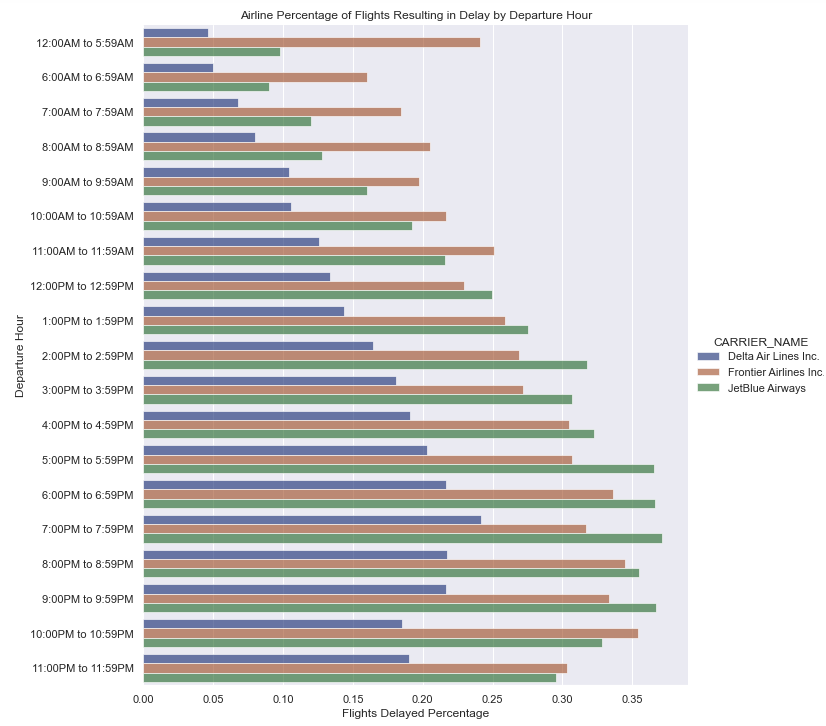 Airline Percentage of Flights Resulting in Delay by Departure Hour
12:00AM to 5:59AM
6:00AM to 6:59AM
7:00AM to 7:59AM
8:00AM to 8:59AM
9:00AM to 9:59AM
10:00AM to 10:59AM
11:00AM to 11:59AM
12:00PM to 12:59PM
1:00PM to 1:59PM
2:00PM to 2:59PM
3:00PM to 3:59PM
4:00PM to 4:59PM
5:00PM to 5:59PM
6:00PM to 6:59PM
7:00PM to 7:59PM
8:00PM to 8:59PM
9:00PM to 9:59PM
10:00PM to 10:59PM
11:00PM to 11:59PM
Departure Hour
0.00 0.05 0.10 0.15 0.20 0.25 0.30 0.35
Flights Delayed Percentage
CARRIER_NAME
Delta Air Lines Inc.
Frontier Airlines Inc.
JetBlue Airways